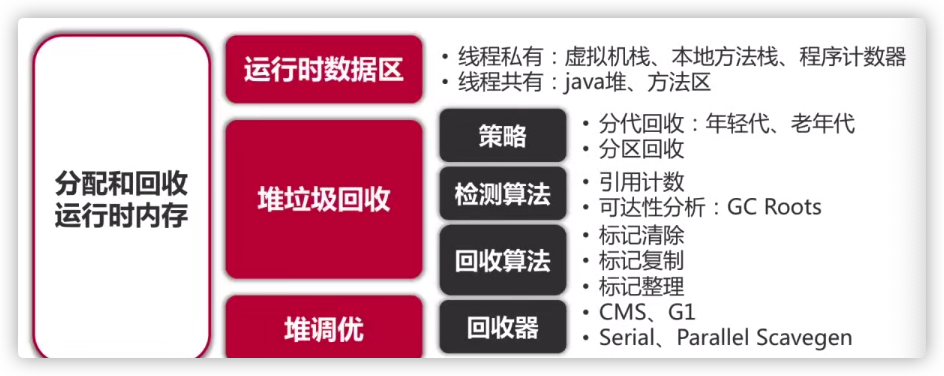 分配和回收
运行时内存
运行时数据区
• 线程私有：虚拟机栈、本地方法栈、程序计数器
• 线程共有：java堆、方法区
堆垃圾回收
策略
• 分代回收：年轻代、老年代
• 分区回收
检测算法
• 引用计数
• 可达性分析：GC Roots
回收算法
• 标记清除
• 标记复制
• 标记整理
回收器
• CMS、G1
• Serial、Parallel Scavegen
堆调优